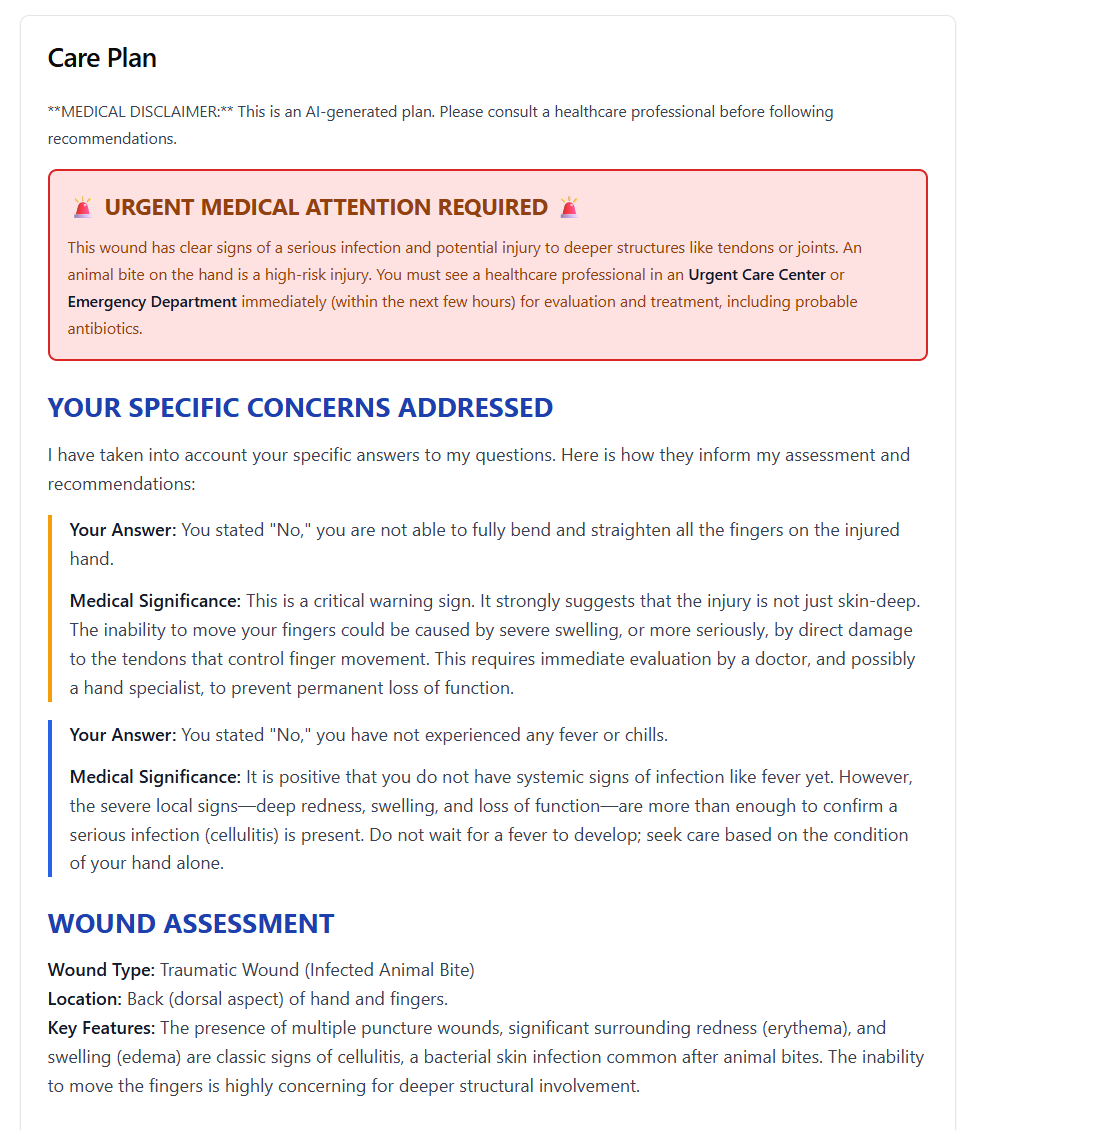 Care Plan
**MEDICAL DISCLAIMER:** This is an AI-generated plan. Please consult a healthcare professional before following
recommendations.
🚨 URGENT MEDICAL ATTENTION REQUIRED 🚨
This wound has clear signs of a serious infection and potential injury to deeper structures like tendons or joints. An
animal bite on the hand is a high-risk injury. You must see a healthcare professional in an Urgent Care Center or
Emergency Department immediately (within the next few hours) for evaluation and treatment, including probable
antibiotics.
YOUR SPECIFIC CONCERNS ADDRESSED
I have taken into account your specific answers to my questions. Here is how they inform my assessment and
recommendations:
Your Answer: You stated "No," you are not able to fully bend and straighten all the fingers on the injured
hand.
Medical Significance: This is a critical warning sign. It strongly suggests that the injury is not just skin-deep.
The inability to move your fingers could be caused by severe swelling, or more seriously, by direct damage
to the tendons that control finger movement. This requires immediate evaluation by a doctor, and possibly
a hand specialist, to prevent permanent loss of function.
Your Answer: You stated "No," you have not experienced any fever or chills.
Medical Significance: It is positive that you do not have systemic signs of infection like fever yet. However,
the severe local signs—deep redness, swelling, and loss of function—are more than enough to confirm a
serious infection (cellulitis) is present. Do not wait for a fever to develop; seek care based on the condition
of your hand alone.
WOUND ASSESSMENT
Wound Type: Traumatic Wound (Infected Animal Bite)
Location: Back (dorsal aspect) of hand and fingers.
Key Features: The presence of multiple puncture wounds, significant surrounding redness (erythema), and
swelling (edema) are classic signs of cellulitis, a bacterial skin infection common after animal bites. The inability
to move the fingers is highly concerning for deeper structural involvement.